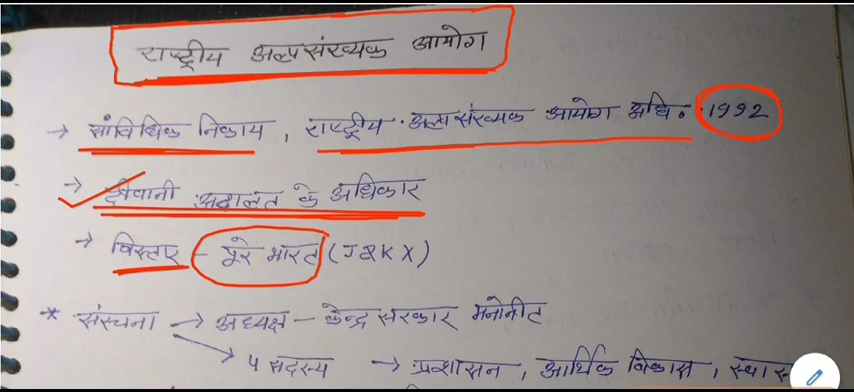 राष्ट्रीय अल्पसंख्यक आयोग
→ सांविधिक निकाय, राष्ट्रीय अल्पसंख्यक आयोग अधि. 1992
→ दीवानी अदालत के अधिकार
→ विस्तार - पूरे भारत (J&K X)
* संरचना → अध्यक्ष - केन्द्र सरकार मनोनीत
→ 5 सदस्य → प्रशासन, आर्थिक विकास,